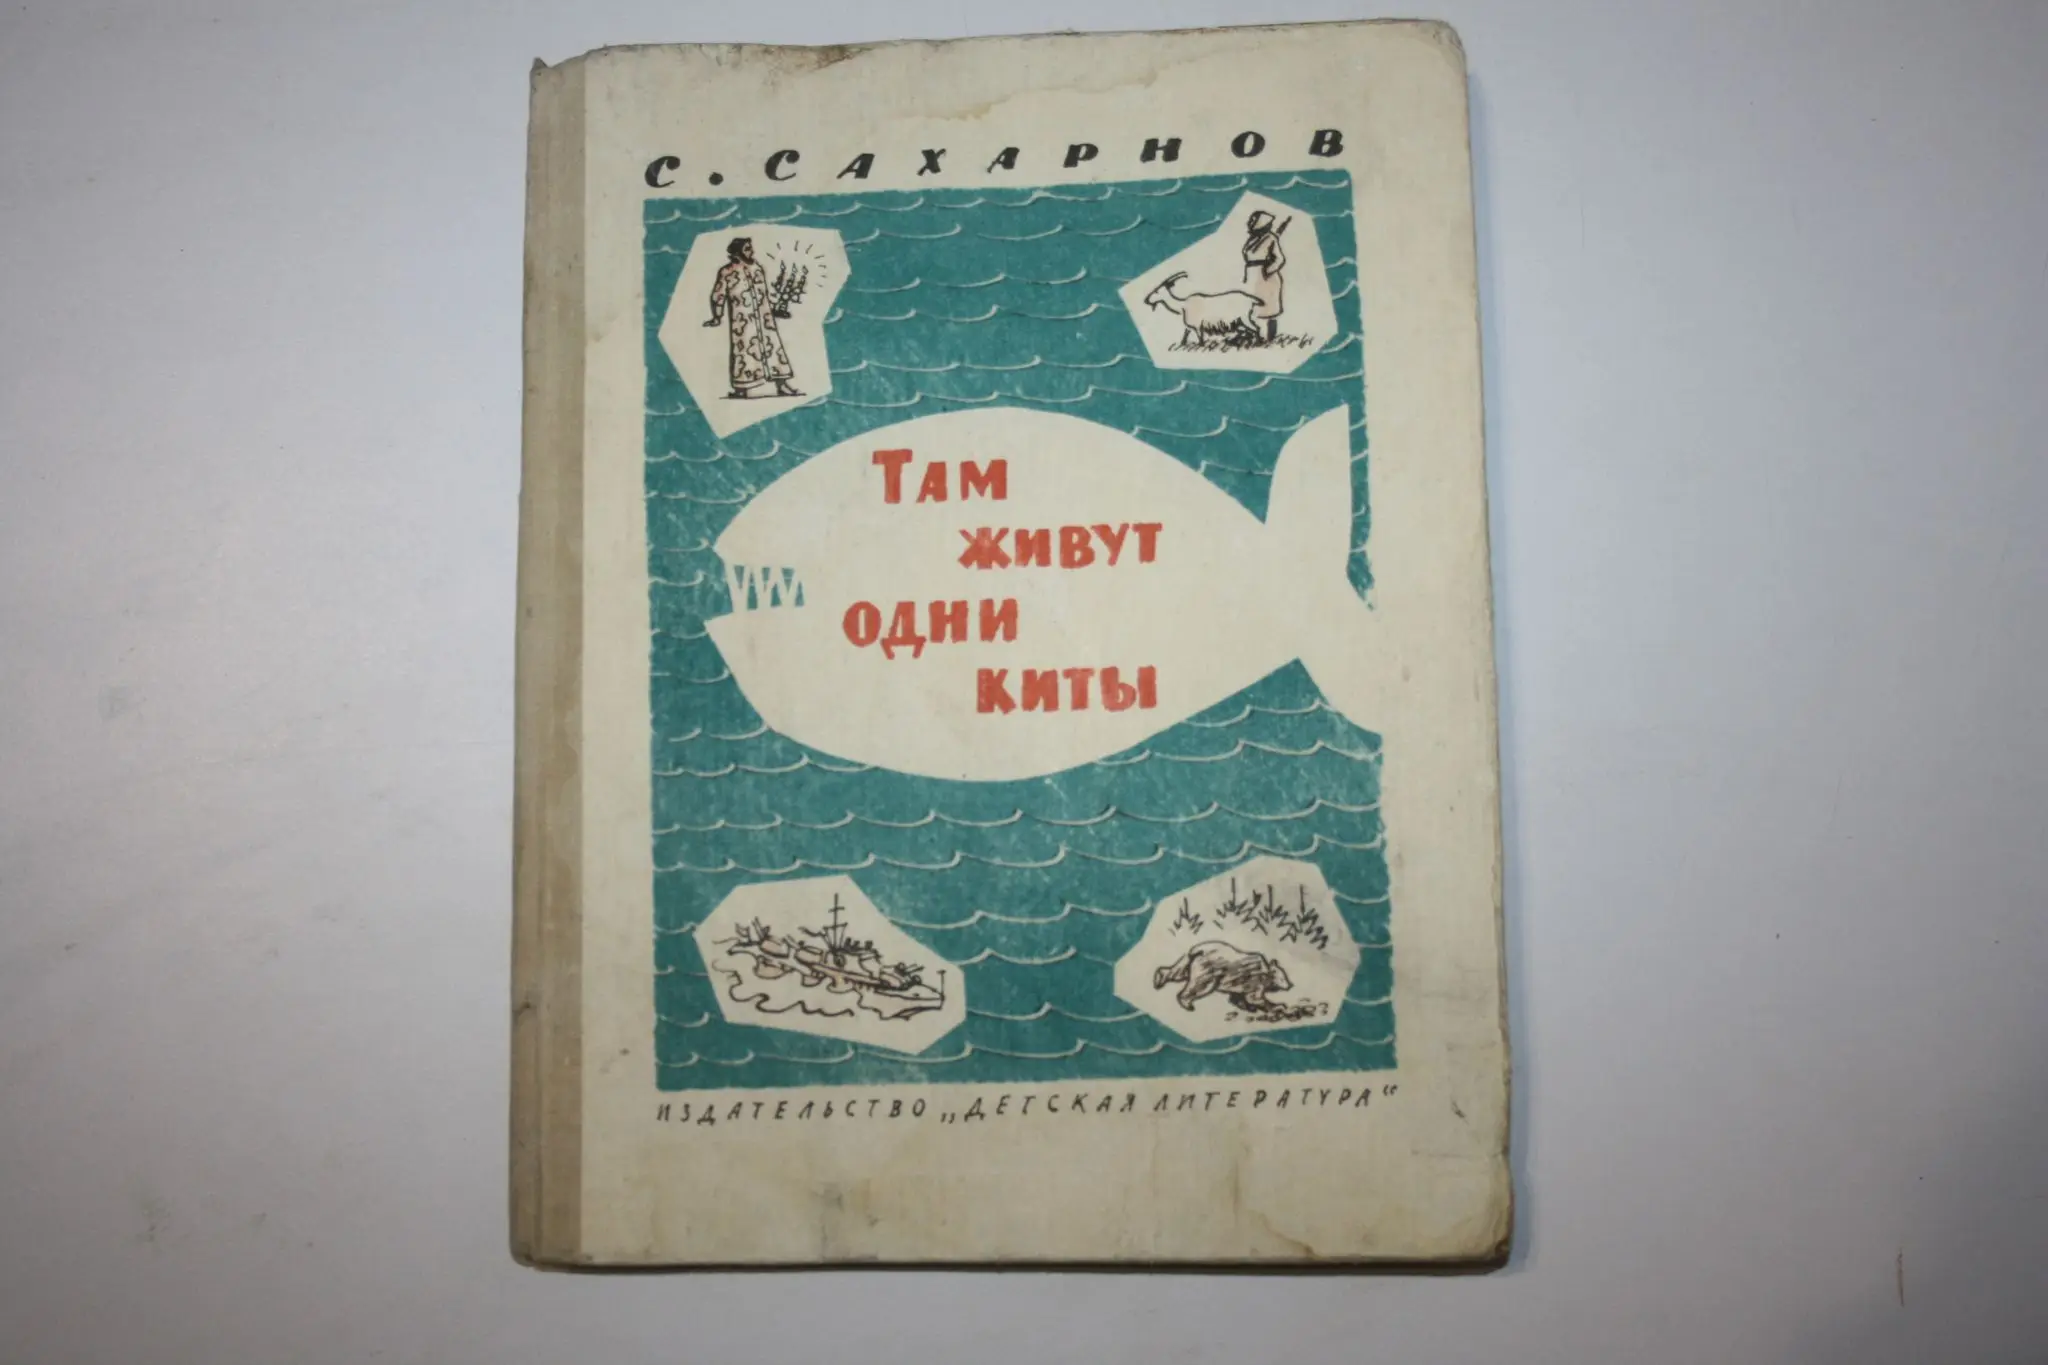 С. САХАРНОВ
ТАМ
ЖИВУТ
ОДНИ
КИТЫ
ИЗДАТЕЛЬСТВО „ДЕТСКАЯ ЛИТЕРАТУРА“